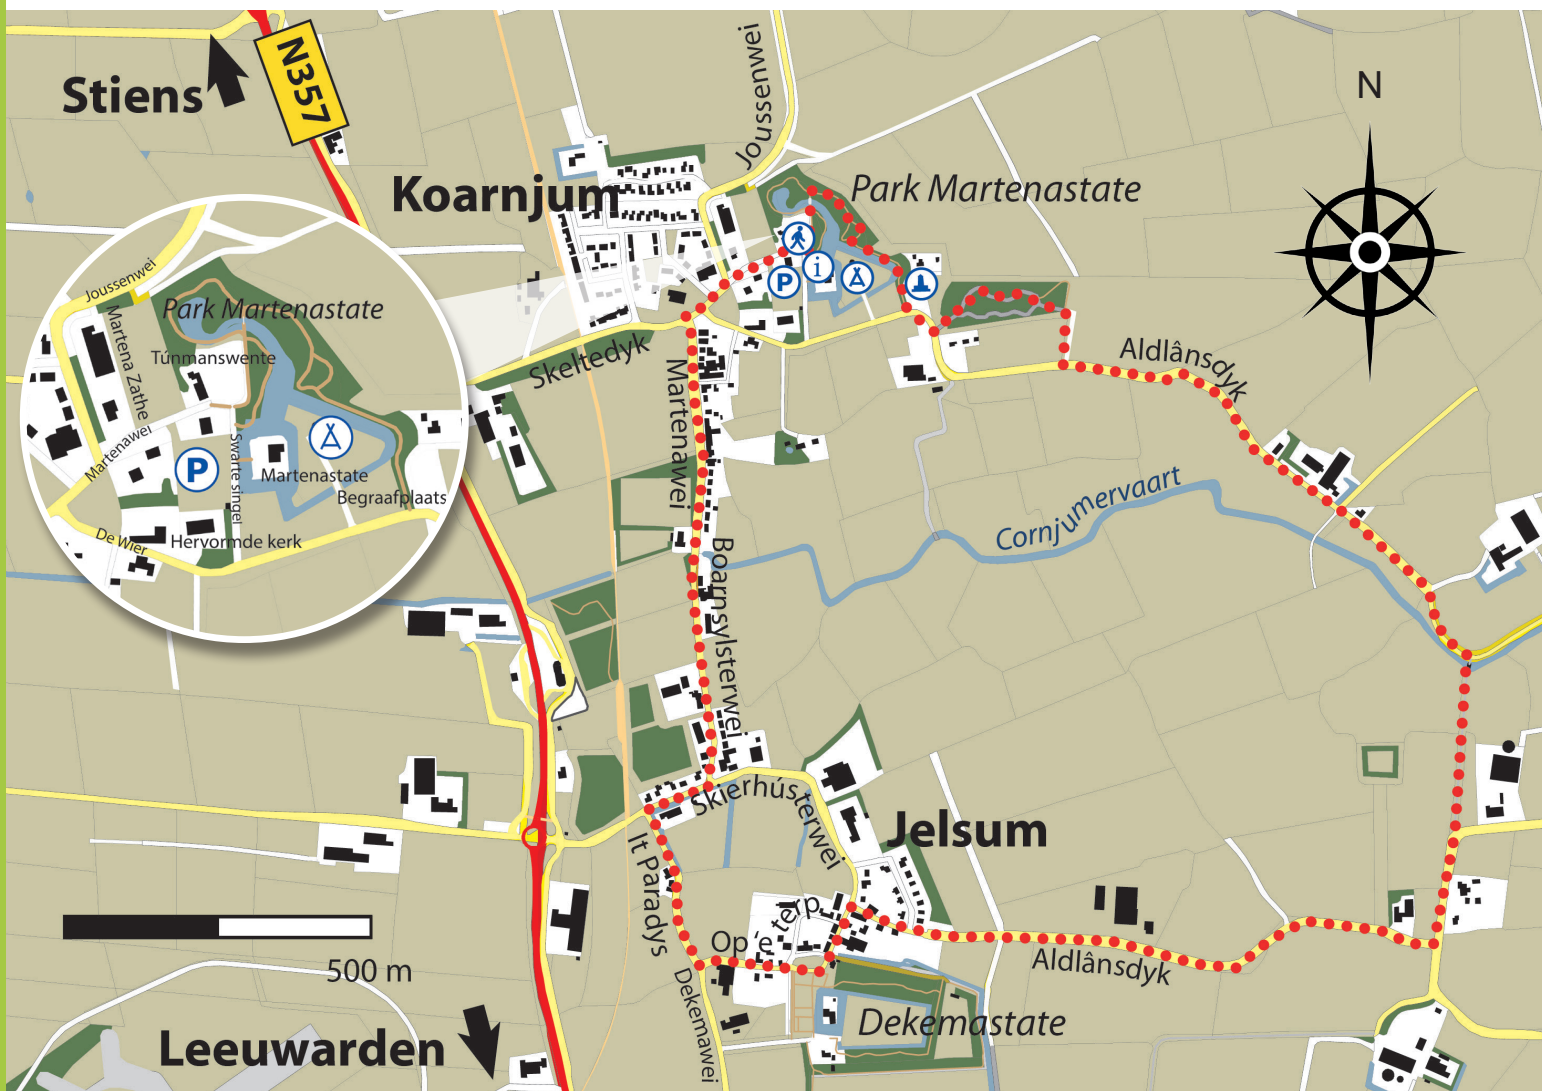 N357
Stiens
Joussenwei
N
Koarnjum
Park Martenastate
P
i
Joussenwei
Park Martenastate
Martena Zathe
Túnmanswente
Martenawei
P
Swarte singel
Martenastate
Begraafplaats
De Wier
Hervormde kerk
Skeltedyk
Martenawei
Aldlânsdyk
Cornjumervaart
Boarnsylsterwei
Skierhústerwei
Jelsum
It Paradys
Op 'e terp
Aldlânsdyk
Dekemawei
Dekemastate
500 m
Leeuwarden